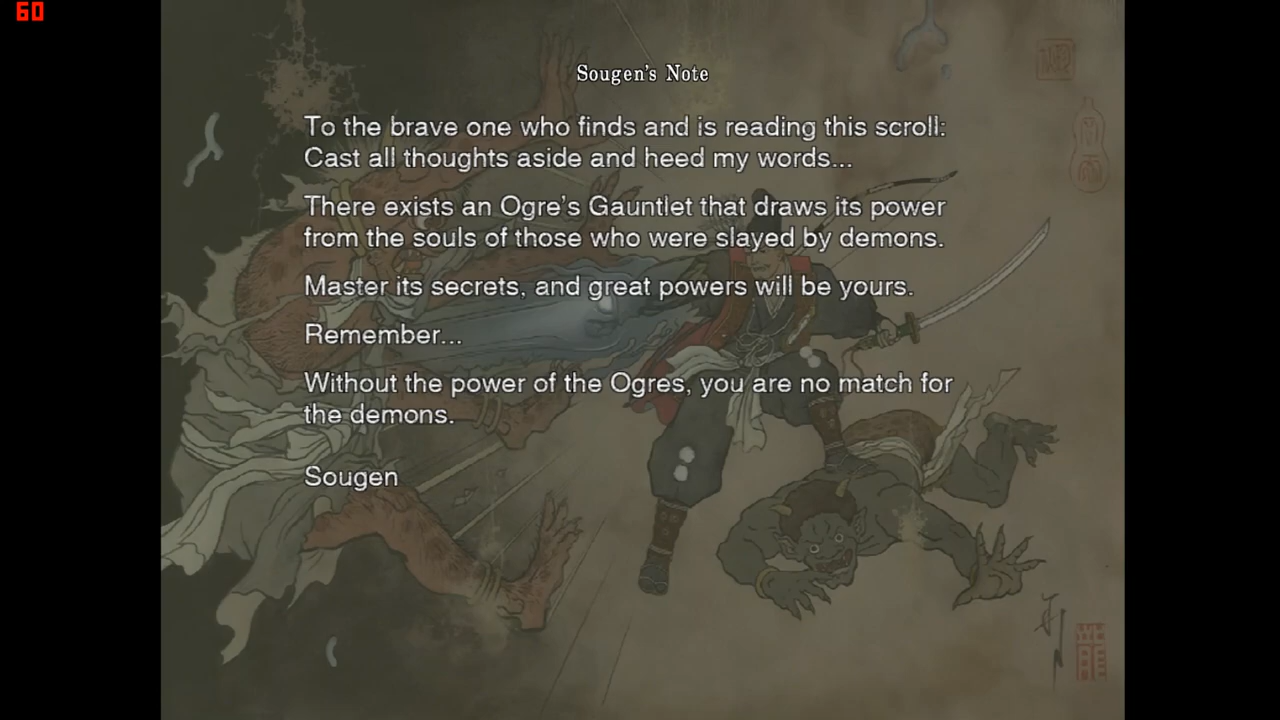 60
Sougen's Note
To the brave one who finds and is reading this scroll:
Cast all thoughts aside and heed my words...
There exists an Ogre's Gauntlet that draws its power
from the souls of those who were slayed by demons.
Master its secrets, and great powers will be yours.
Remember...
Without the power of the Ogres, you are no match for
the demons.
Sougen